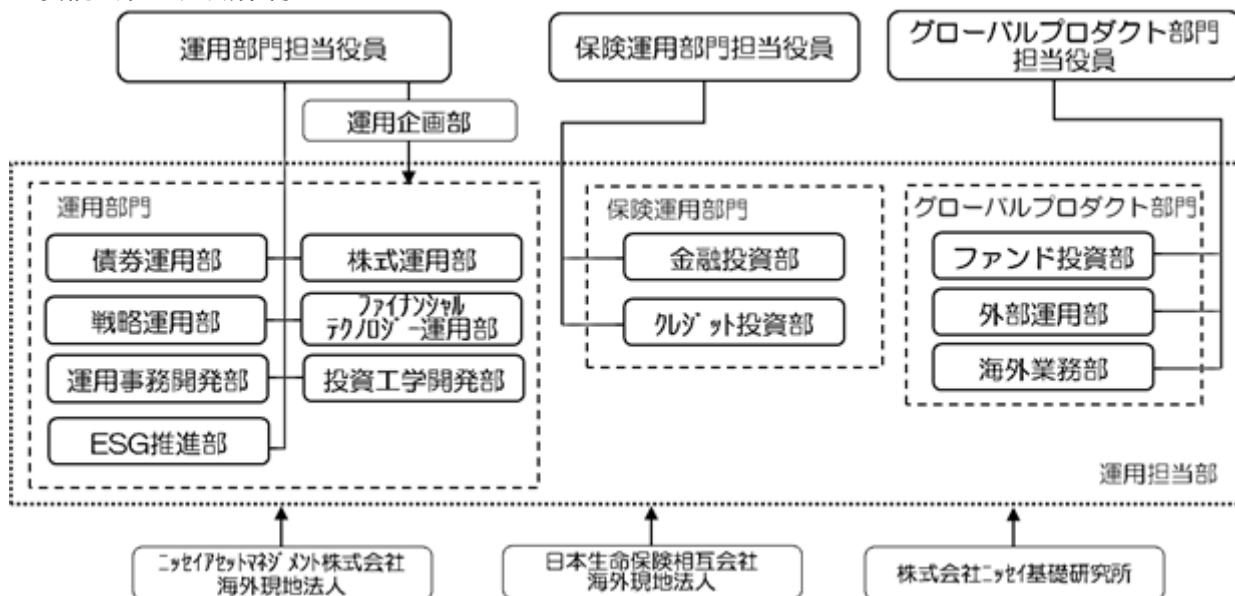 運用部門担当役員
保険運用部門担当役員
グローバルプロダクト部門
担当役員
運用企画部
運用部門
債券運用部
株式運用部
戦略運用部
ファイナンシャル
テクノロジー運用部
運用事務開発部
投資工学開発部
ESG推進部
保険運用部門
金融投資部
クレジット投資部
グローバルプロダクト部門
ファンド投資部
外部運用部
海外業務部
運用担当部
ニッセイアセットマネジメント株式会社
海外現地法人
日本生命保険相互会社
海外現地法人
株式会社ニッセイ基礎研究所